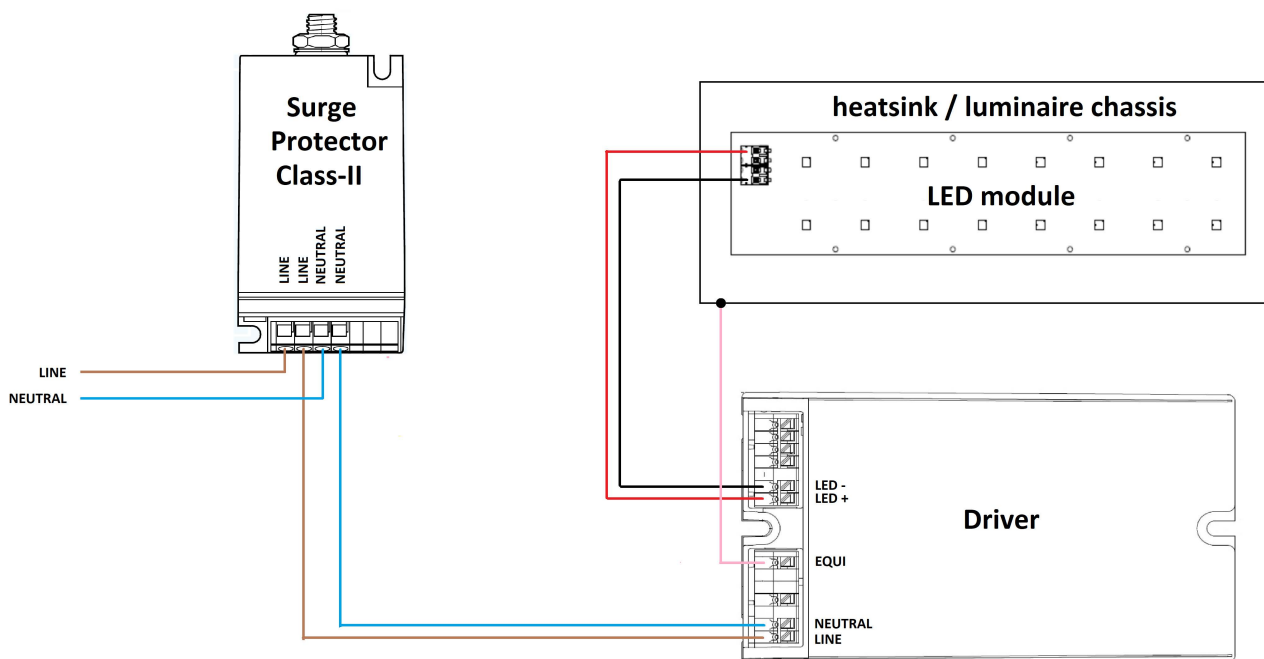 Surge
Protector
Class-II
LINE
LINE
NEUTRAL
NEUTRAL
LINE
NEUTRAL
heatsink / luminaire chassis
LED module
LED -
LED +
Driver
EQUI
NEUTRAL
LINE